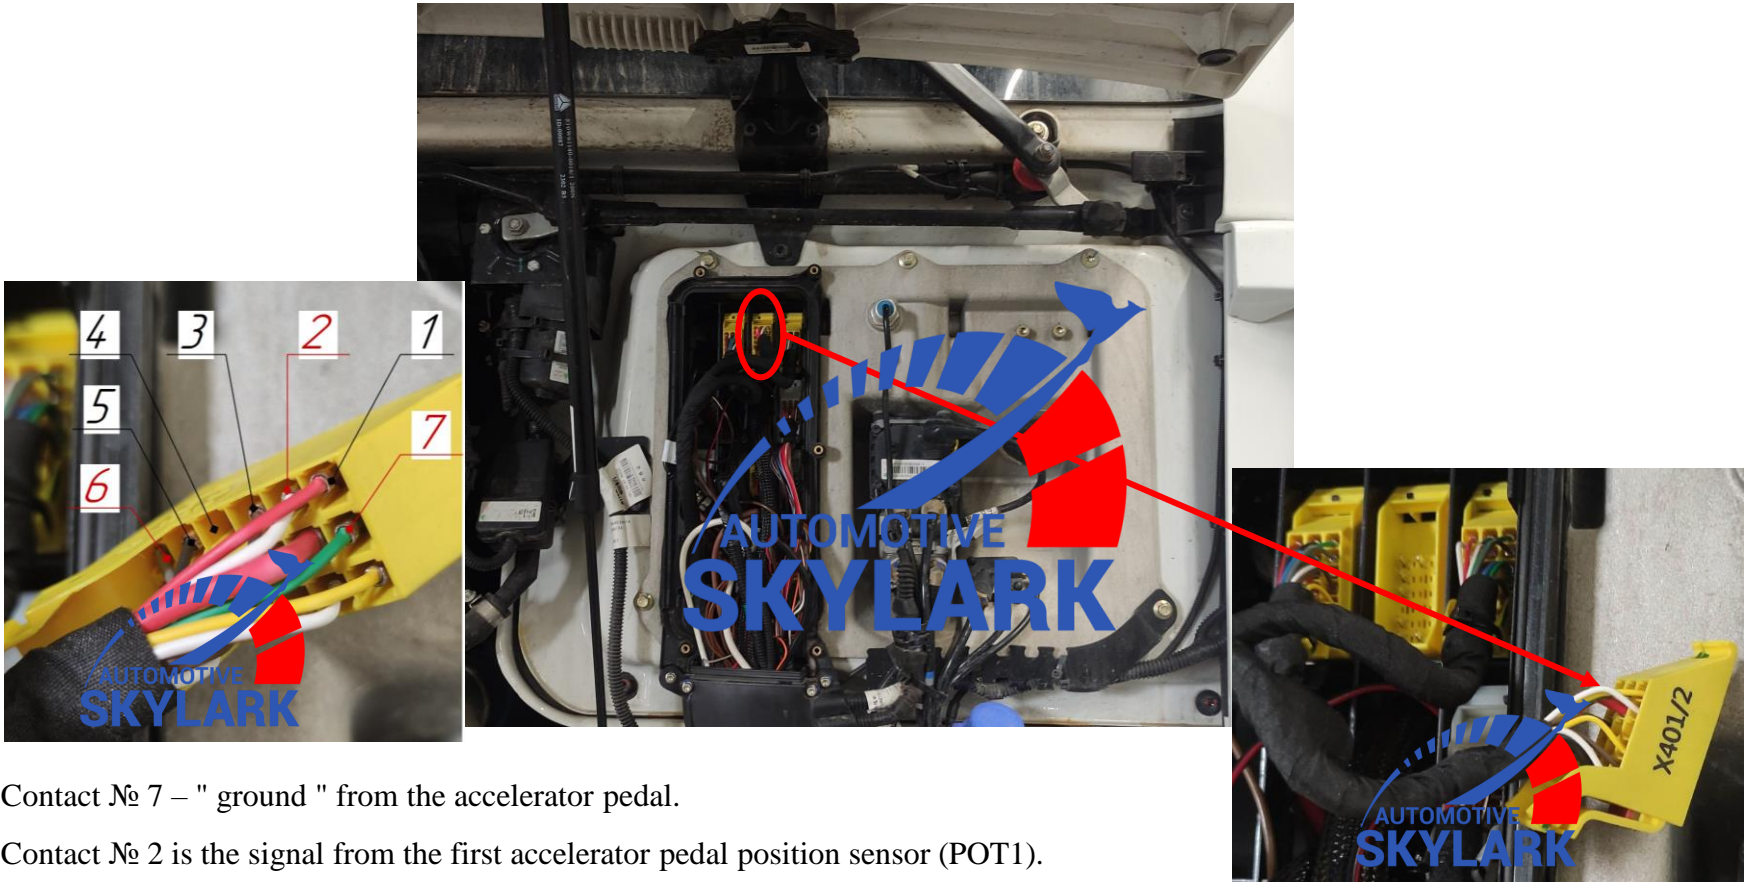 4
3
2
1
5
7
6
AUTOMOTIVE
SKYLARK
AUTOMOTIVE
SKYLARK
X401/2
AUTOMOTIVE
SKYLARK
Contact № 7 – " ground " from the accelerator pedal.
Contact № 2 is the signal from the first accelerator pedal position sensor (POT1).